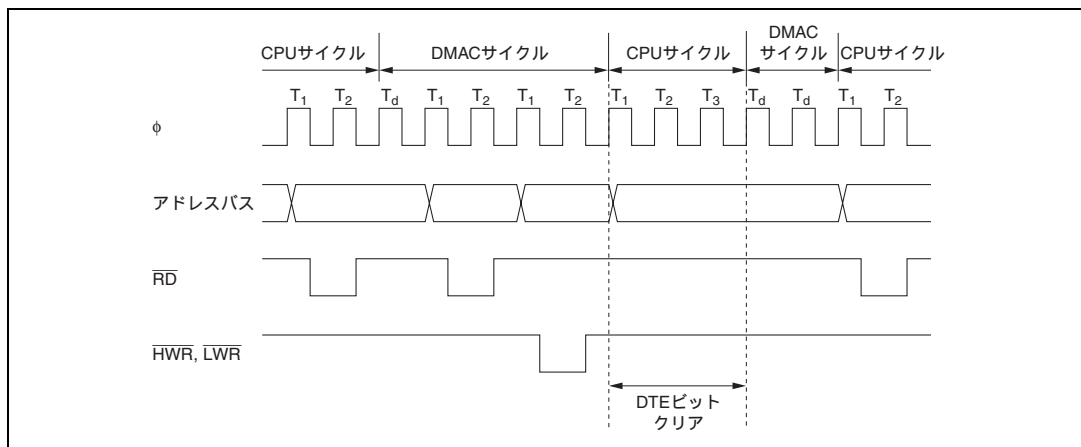 CPUサイクル DMACサイクル CPUサイクル DMAC サイクル CPUサイクル
T1 T2 Td T1 T2 T1 T2 T1 T2 T3 Td Td T1 T2
φ
アドレスバス
RD
HWR, LWR
DTEビット
クリア